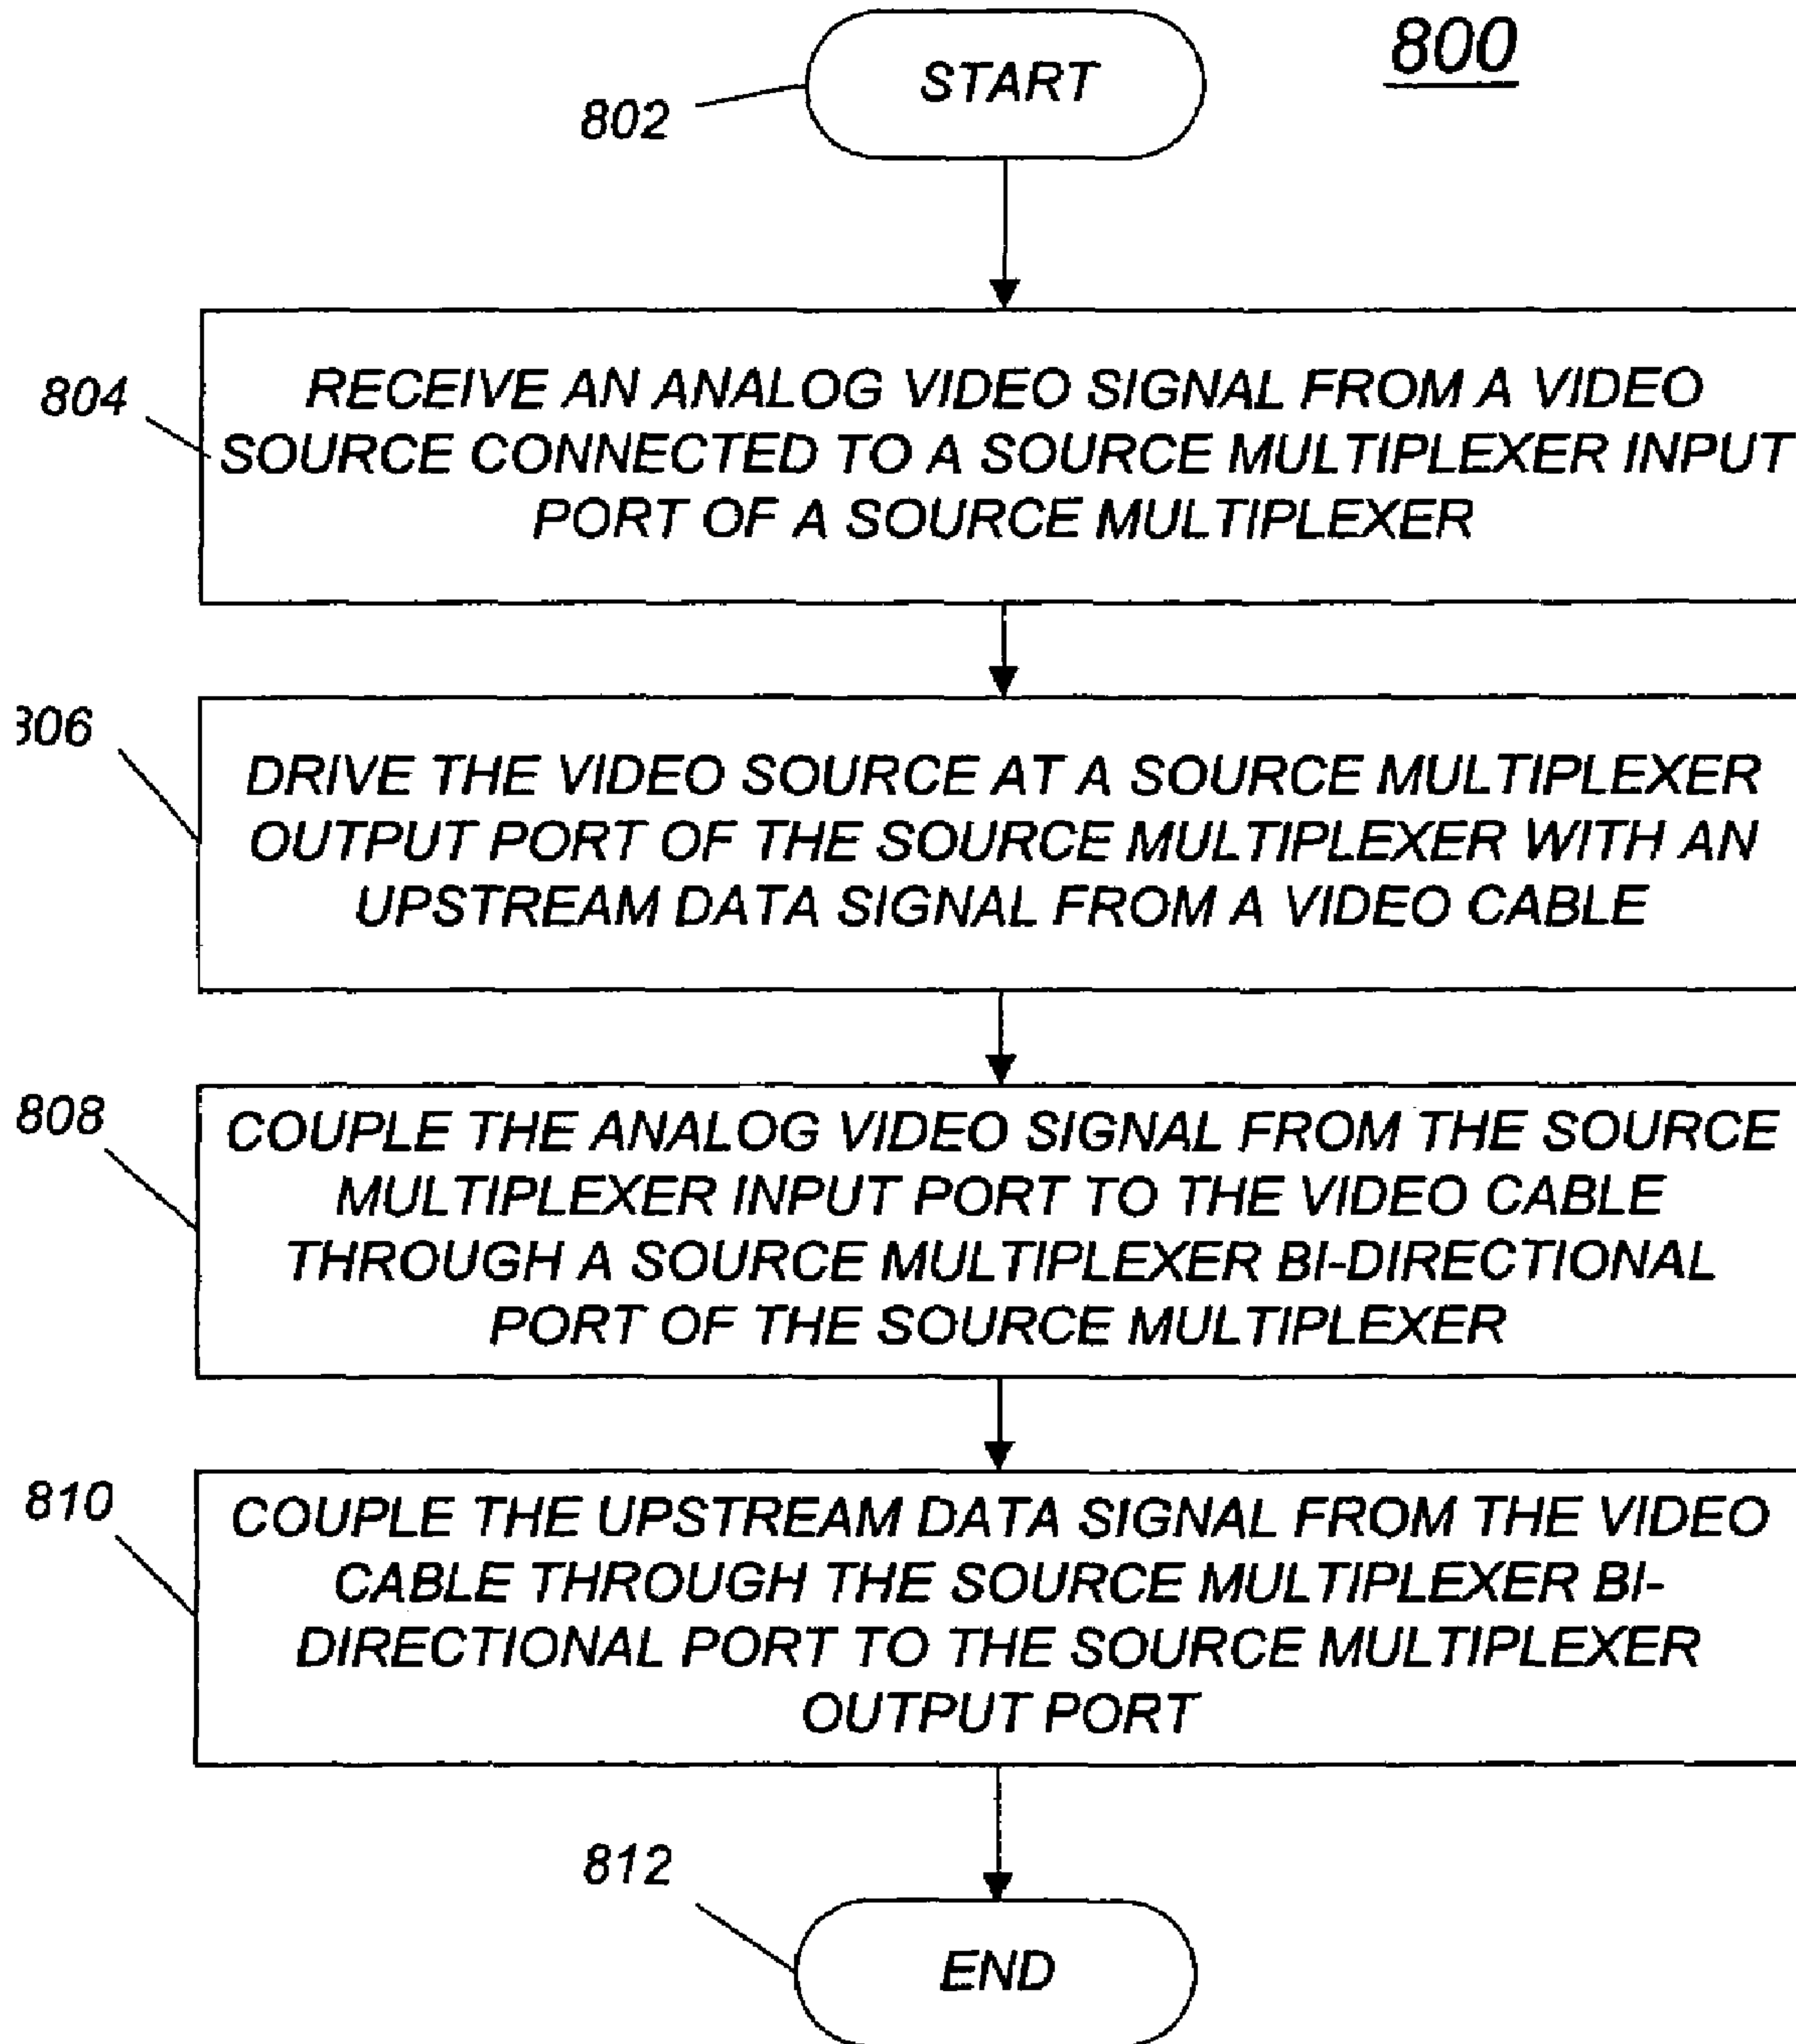 800
START
802
804
RECEIVE AN ANALOG VIDEO SIGNAL FROM A VIDEO
SOURCE CONNECTED TO A SOURCE MULTIPLEXER INPUT
PORT OF A SOURCE MULTIPLEXER
806
DRIVE THE VIDEO SOURCE AT A SOURCE MULTIPLEXER
OUTPUT PORT OF THE SOURCE MULTIPLEXER WITH AN
UPSTREAM DATA SIGNAL FROM A VIDEO CABLE
808
COUPLE THE ANALOG VIDEO SIGNAL FROM THE SOURCE
MULTIPLEXER INPUT PORT TO THE VIDEO CABLE
THROUGH A SOURCE MULTIPLEXER BI-DIRECTIONAL
PORT OF THE SOURCE MULTIPLEXER
810
COUPLE THE UPSTREAM DATA SIGNAL FROM THE VIDEO
CABLE THROUGH THE SOURCE MULTIPLEXER BI-
DIRECTIONAL PORT TO THE SOURCE MULTIPLEXER
OUTPUT PORT
812
END